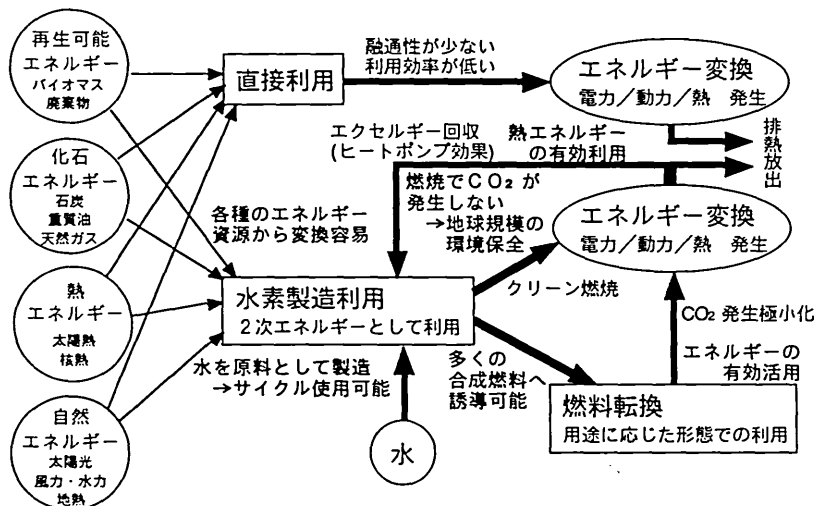 再生可能
エネルギー
バイオマス
廃棄物
化石
エネルギー
石炭
重質油
天然ガス
熱
エネルギー
太陽熱
核熱
自然
エネルギー
太陽光
風力・水力
地熱
直接利用
融通性が少ない
利用効率が低い
エネルギー変換
電力/動力/熱 発生
排熱放出
エクセルギー回収
(ヒートポンプ効果)
熱エネルギー
の有効利用
燃焼でCO2が
発生しない
→地球規模の
環境保全
各種のエネルギー
資源から変換容易
エネルギー変換
電力/動力/熱 発生
水素製造利用
2次エネルギーとして利用
クリーン燃焼
CO2発生極小化
エネルギーの
有効活用
水を原料として製造
→サイクル使用可能
多くの
合成燃料へ
誘導可能
燃料転換
用途に応じた形態での利用
水